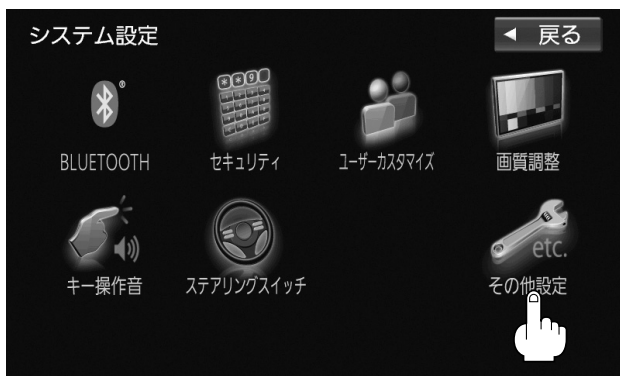 システム設定
◀ 戻る
BLUETOOTH®
セキュリティ
ユーザーカスタマイズ
画質調整
キー操作音
ステアリングスイッチ
etc.
その他設定